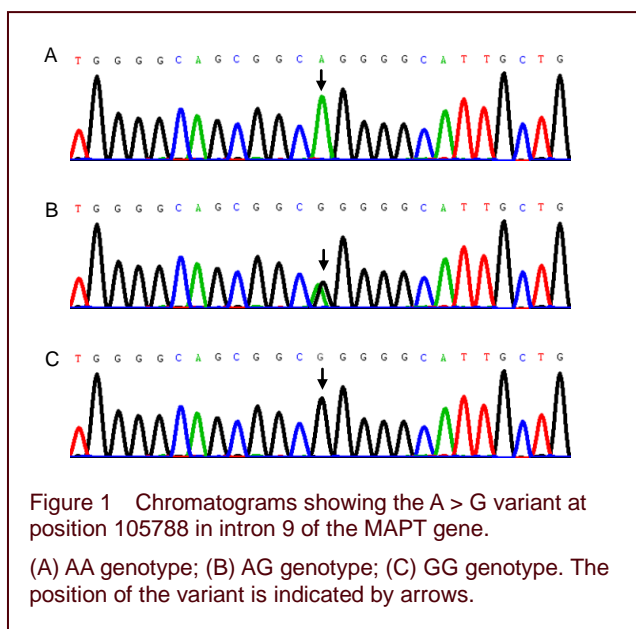 A T G G G G C A G C G G C A G G G G C A T T G C T G
B T G G G G C A G C G G C G G G G G C A T T G C T G
C T G G G G C A G C G G C G G G G G C A T T G C T G
Figure 1 Chromatograms showing the A > G variant at
position 105788 in intron 9 of the MAPT gene.
(A) AA genotype; (B) AG genotype; (C) GG genotype. The
position of the variant is indicated by arrows.